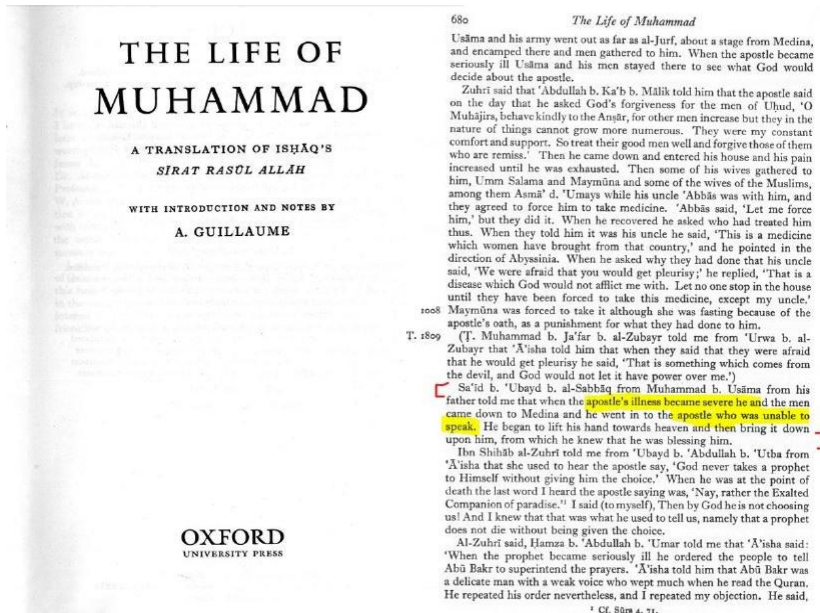 THE LIFE OF
MUHAMMAD
A TRANSLATION OF ISḤĀQ'S
SĪRAT RASŪL ALLĀH
WITH INTRODUCTION AND NOTES BY
A. GUILLAUME
OXFORD
UNIVERSITY PRESS
680 The Life of Muhammad
Usāma and his army went out as far as al-Jurf, about a stage from Medina,
and encamped there and men gathered to him. When the apostle became
seriously ill Usāma and his men stayed there to see what God would
decide about the apostle.
Zuhrī said that 'Abdullah b. Ka'b b. Mālik told him that the apostle said
on the day that he asked God's forgiveness for the men of Uḥud, 'O
Muhājirs, behave kindly to the Anṣār, for other men increase but they in the
nature of things cannot grow more numerous. They were my constant
comfort and support. So treat their good men well and forgive those of them
who are remiss.' Then he came down and entered his house and his pain
increased until he was exhausted. Then some of his wives gathered to
him, Umm Salama and Maymūna and some of the wives of the Muslims,
among them Asmā' d. 'Umays while his uncle 'Abbās was with him, and
they agreed to force him to take medicine. 'Abbās said, 'Let me force
him,' but they did it. When he recovered he asked who had treated him
thus. When they told him it was his uncle he said, 'This is a medicine
which women have brought from that country,' and he pointed in the
direction of Abyssinia. When he asked why they had done that his uncle
said, 'We were afraid that you would get pleurisy;' he replied, 'That is a
disease which God would not afflict me with. Let no one stop in the house
until they have been forced to take this medicine, except my uncle.'
1008 Maymūna was forced to take it although she was fasting because of the
apostle's oath, as a punishment for what they had done to him.
T. 1809 (Ṭ. Muhammad b. Ja'far b. al-Zubayr told me from 'Urwa b. al-
Zubayr that 'Ā'isha told him that when they said that they were afraid
that he would get pleurisy he said, 'That is something which comes from
the devil, and God would not let it have power over me.')
Sa'īd b. 'Ubayd b. al-Sabbāq from Muhammad b. Usāma from his
father told me that when the apostle's illness became severe he and the men
came down to Medina and he went in to the apostle who was unable to
speak. He began to lift his hand towards heaven and then bring it down
upon him, from which he knew that he was blessing him.
Ibn Shihāb al-Zuhrī told me from 'Ubayd b. 'Abdullah b. 'Utba from
'Ā'isha that she used to hear the apostle say, 'God never takes a prophet
to Himself without giving him the choice.' When he was at the point of
death the last word I heard the apostle saying was, 'Nay, rather the Exalted
Companion of paradise.'¹ I said (to myself), Then by God he is not choosing
us! And I knew that that was what he used to tell us, namely that a prophet
does not die without being given the choice.
Al-Zuhrī said, Ḥamza b. 'Abdullah b. 'Umar told me that 'Ā'isha said:
'When the prophet became seriously ill he ordered the people to tell
Abū Bakr to superintend the prayers. 'Ā'isha told him that Abū Bakr was
a delicate man with a weak voice who wept much when he read the Quran.
He repeated his order nevertheless, and I repeated my objection. He said,
¹ Cf. Sūra 4. 71.